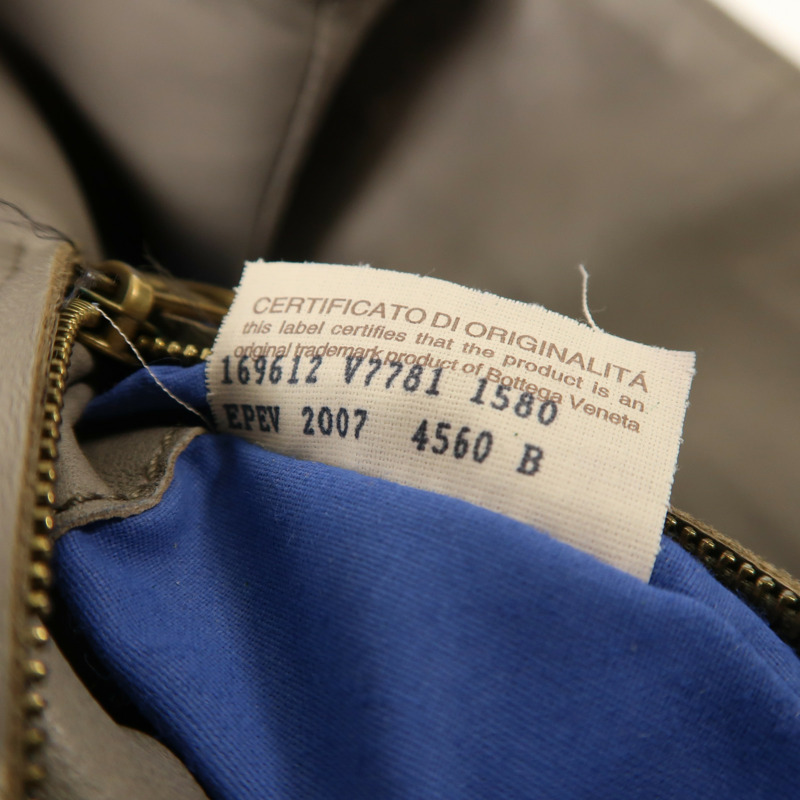 CERTIFICATO DI ORIGINALITÁ
this label certifies that the product is an
original trademark product of Bottega Veneta
169612 V7781 1580
EPEV 2007 4560 B